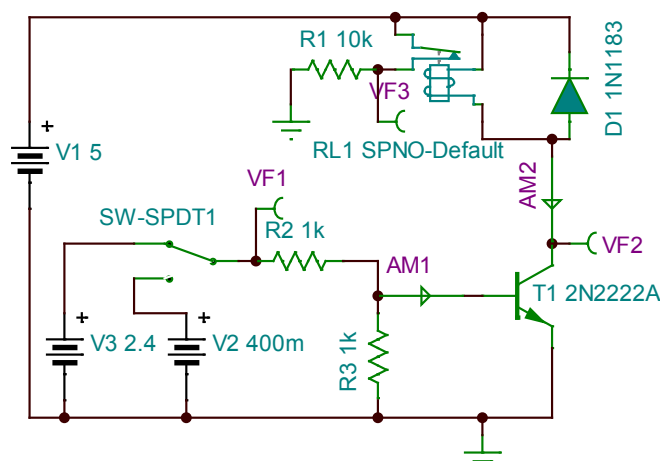 R1 10k
VF3
D1 1N1183
+
V1 5
RL1 SPNO-Default
VF1
AM2
SW-SPDT1
R2 1k
VF2
AM1
T1 2N2222A
+
+
V3 2.4
V2 400m
R3 1k